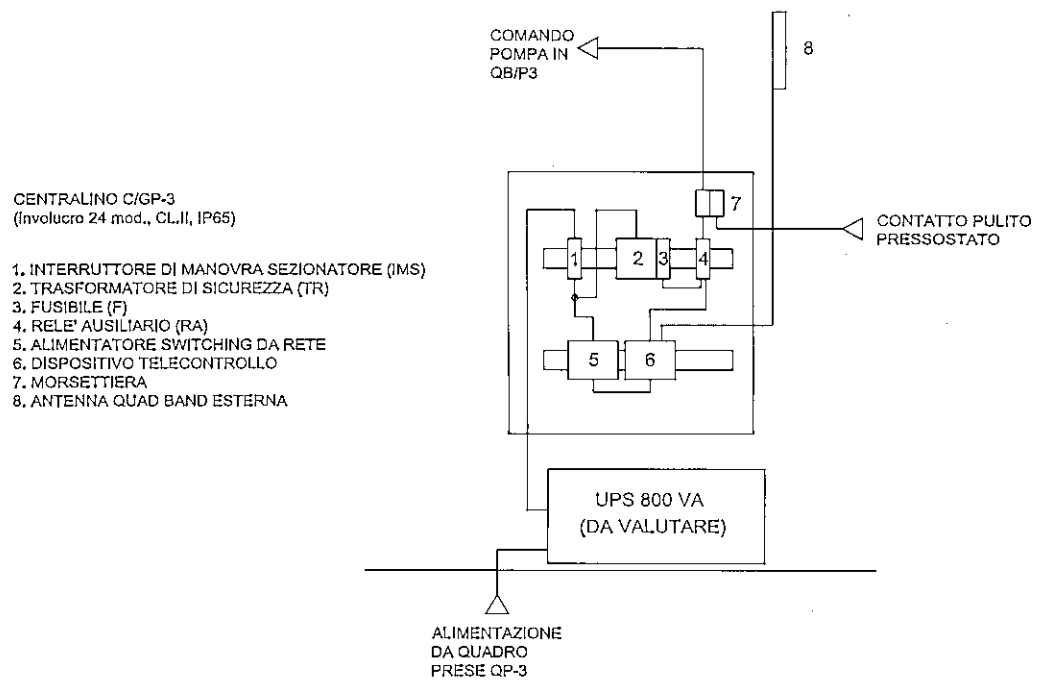 COMANDO
POMPA IN
QB/P3
8
CENTRALINO C/GP-3
(Involucro 24 mod., CL.II, IP65)
7
CONTATTO PULITO
PRESSOSTATO
1. INTERRUTTORE DI MANOVRA SEZIONATORE (IMS)
2. TRASFORMATORE DI SICUREZZA (TR)
3. FUSIBILE (F)
4. RELE' AUSILIARIO (RA)
5. ALIMENTATORE SWITCHING DA RETE
6. DISPOSITIVO TELECONTROLLO
7. MORSETTIERA
8. ANTENNA QUAD BAND ESTERNA
1 2 3 4
5 6
UPS 800 VA
(DA VALUTARE)
ALIMENTAZIONE
DA QUADRO
PRESE QP-3